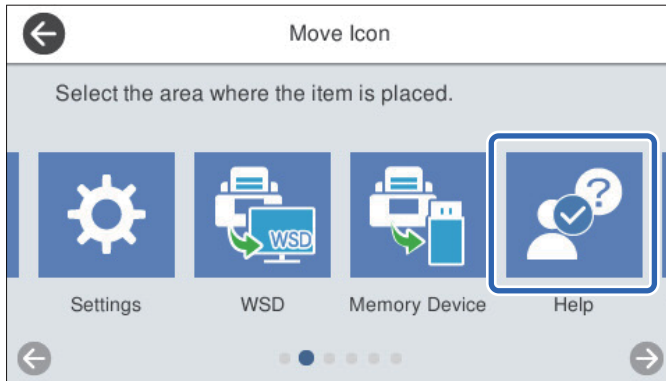 Move Icon
Select the area where the item is placed.
WSD
?
Settings
WSD
Memory Device
Help